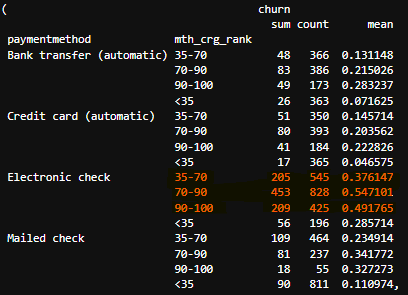 ( churn
sum count mean
paymentmethod mth_crg_rank
Bank transfer (automatic) 35-70 48 366 0.131148
70-90 83 386 0.215026
90-100 49 173 0.283237
<35 26 363 0.071625
Credit card (automatic) 35-70 51 350 0.145714
70-90 80 393 0.203562
90-100 41 184 0.222826
<35 17 365 0.046575
Electronic check 35-70 205 545 0.376147
70-90 453 828 0.547101
90-100 209 425 0.491765
<35 56 196 0.285714
Mailed check 35-70 109 464 0.234914
70-90 81 237 0.341772
90-100 18 55 0.327273
<35 90 811 0.110974,